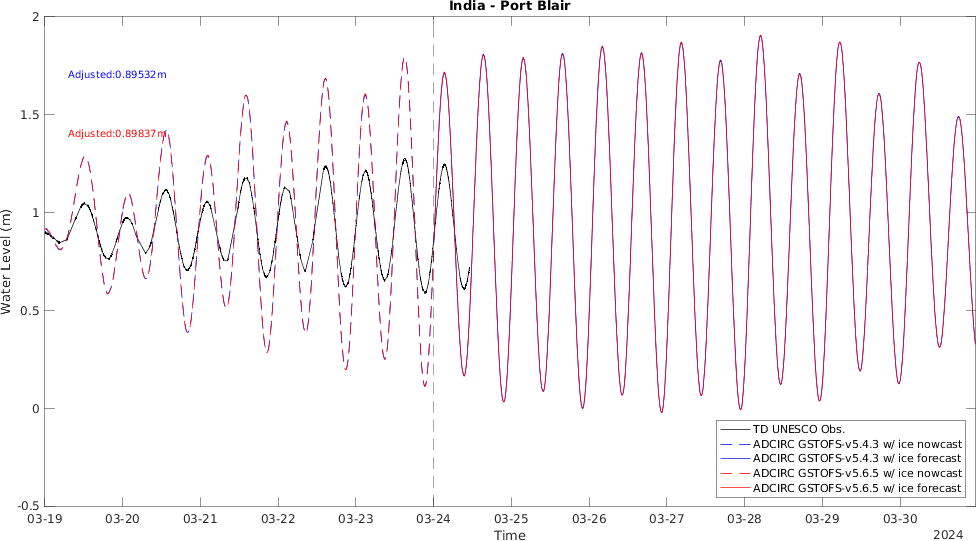 India - Port Blair
2
1.5
1
0.5
0
-0.5
Water Level (m)
Adjusted:0.89532m
Adjusted:0.89837m
TD UNESCO Obs.
ADCIRC GSTOFS-v5.4.3 w/ ice nowcast
ADCIRC GSTOFS-v5.4.3 w/ ice forecast
ADCIRC GSTOFS-v5.6.5 w/ ice nowcast
ADCIRC GSTOFS-v5.6.5 w/ ice forecast
03-19 03-20 03-21 03-22 03-23 03-24 03-25 03-26 03-27 03-28 03-29 03-30
Time
2024